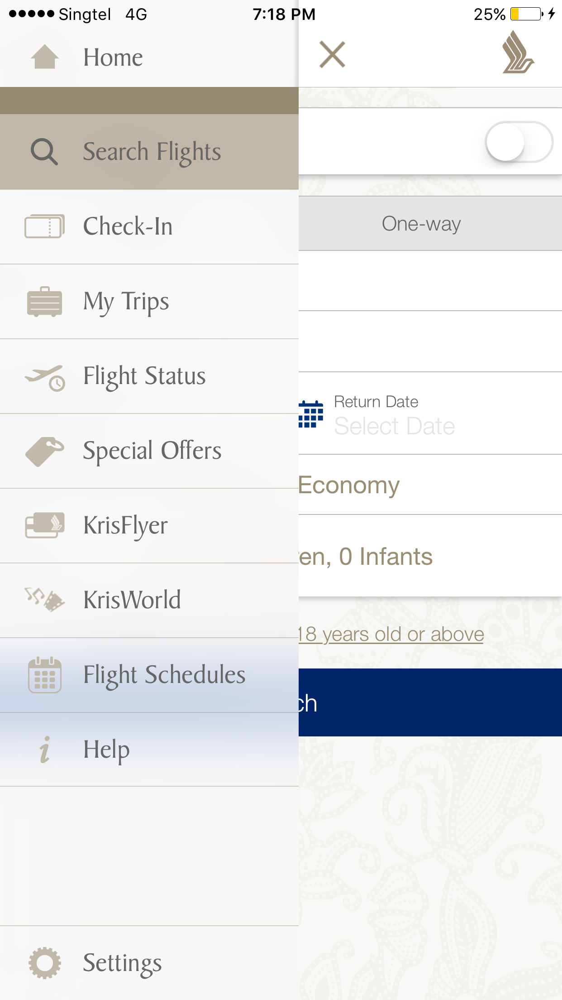 Singtel 4G 7:18 PM 25%
Home
Search Flights
Check-In
My Trips
Flight Status
Special Offers
KrisFlyer
KrisWorld
Flight Schedules
Help
Settings
One-way
Return Date
Select Date
Economy
en, 0 Infants
18 years old or above
ch